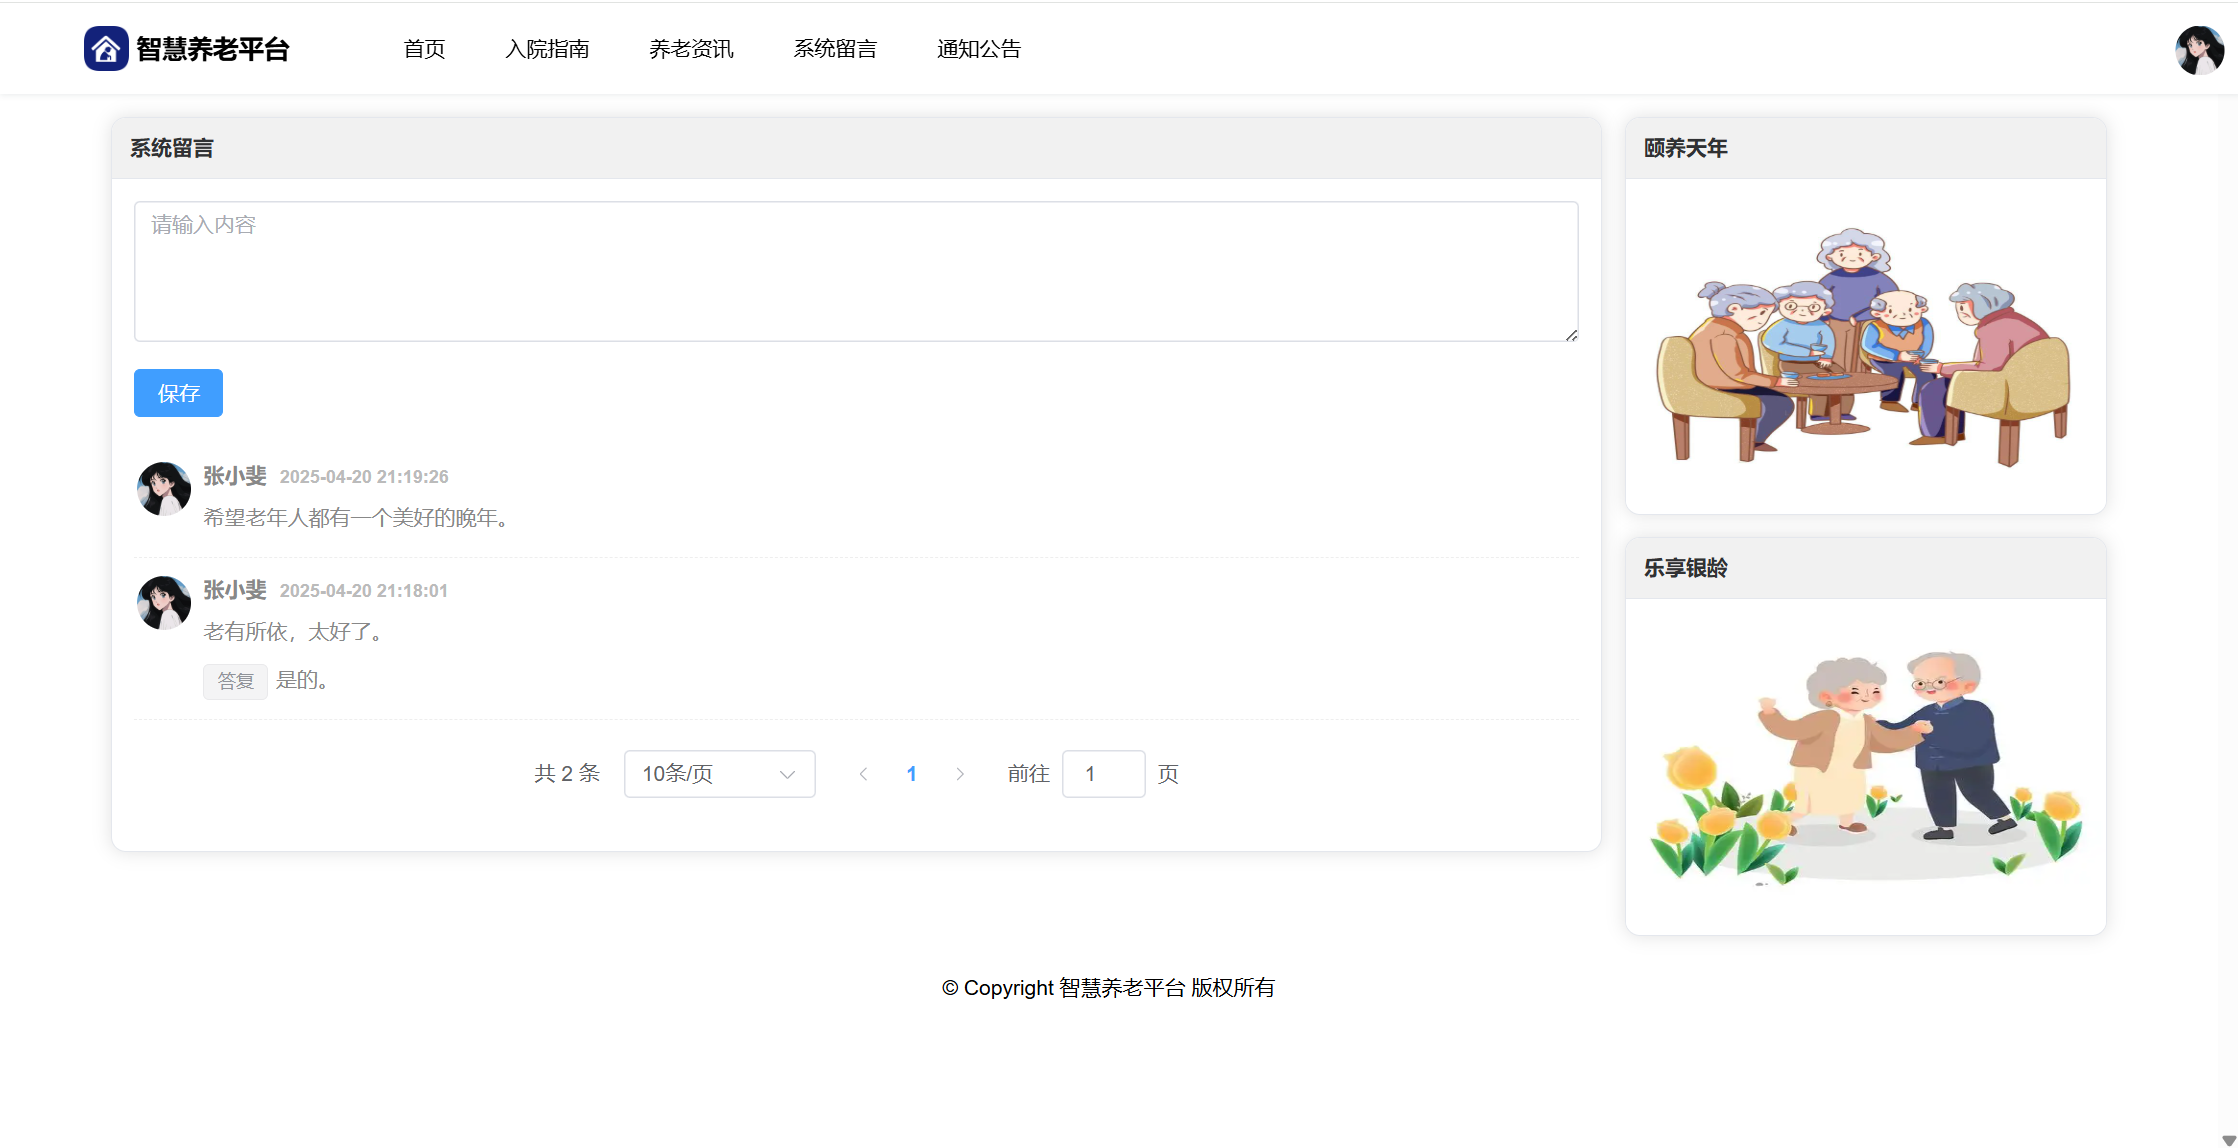 智慧养老平台
首页 入院指南 养老资讯 系统留言 通知公告
系统留言
请输入内容
保存
张小斐 2025-04-20 21:19:26
希望老年人都有一个美好的晚年。
张小斐 2025-04-20 21:18:01
老有所依，太好了。
答复 是的。
共 2 条 10条/页 1 前往 1 页
颐养天年
乐享银龄
© Copyright 智慧养老平台 版权所有